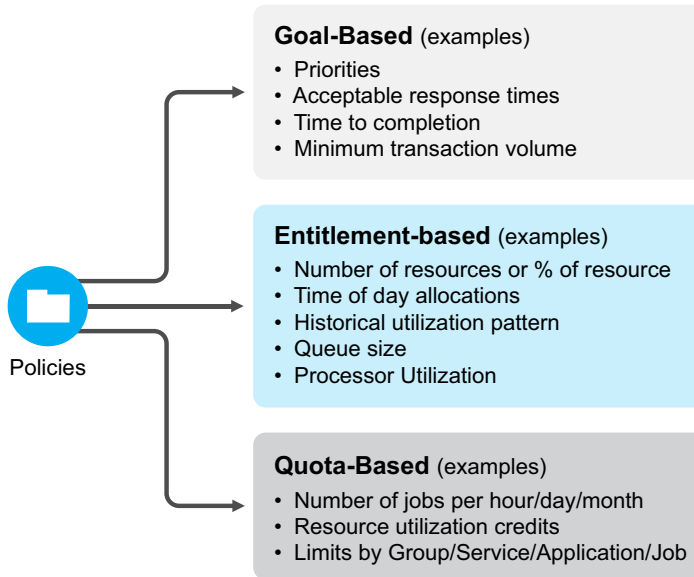 Goal-Based (examples)
• Priorities
• Acceptable response times
• Time to completion
• Minimum transaction volume
Entitlement-based (examples)
• Number of resources or % of resource
• Time of day allocations
• Historical utilization pattern
• Queue size
• Processor Utilization
Policies
Quota-Based (examples)
• Number of jobs per hour/day/month
• Resource utilization credits
• Limits by Group/Service/Application/Job